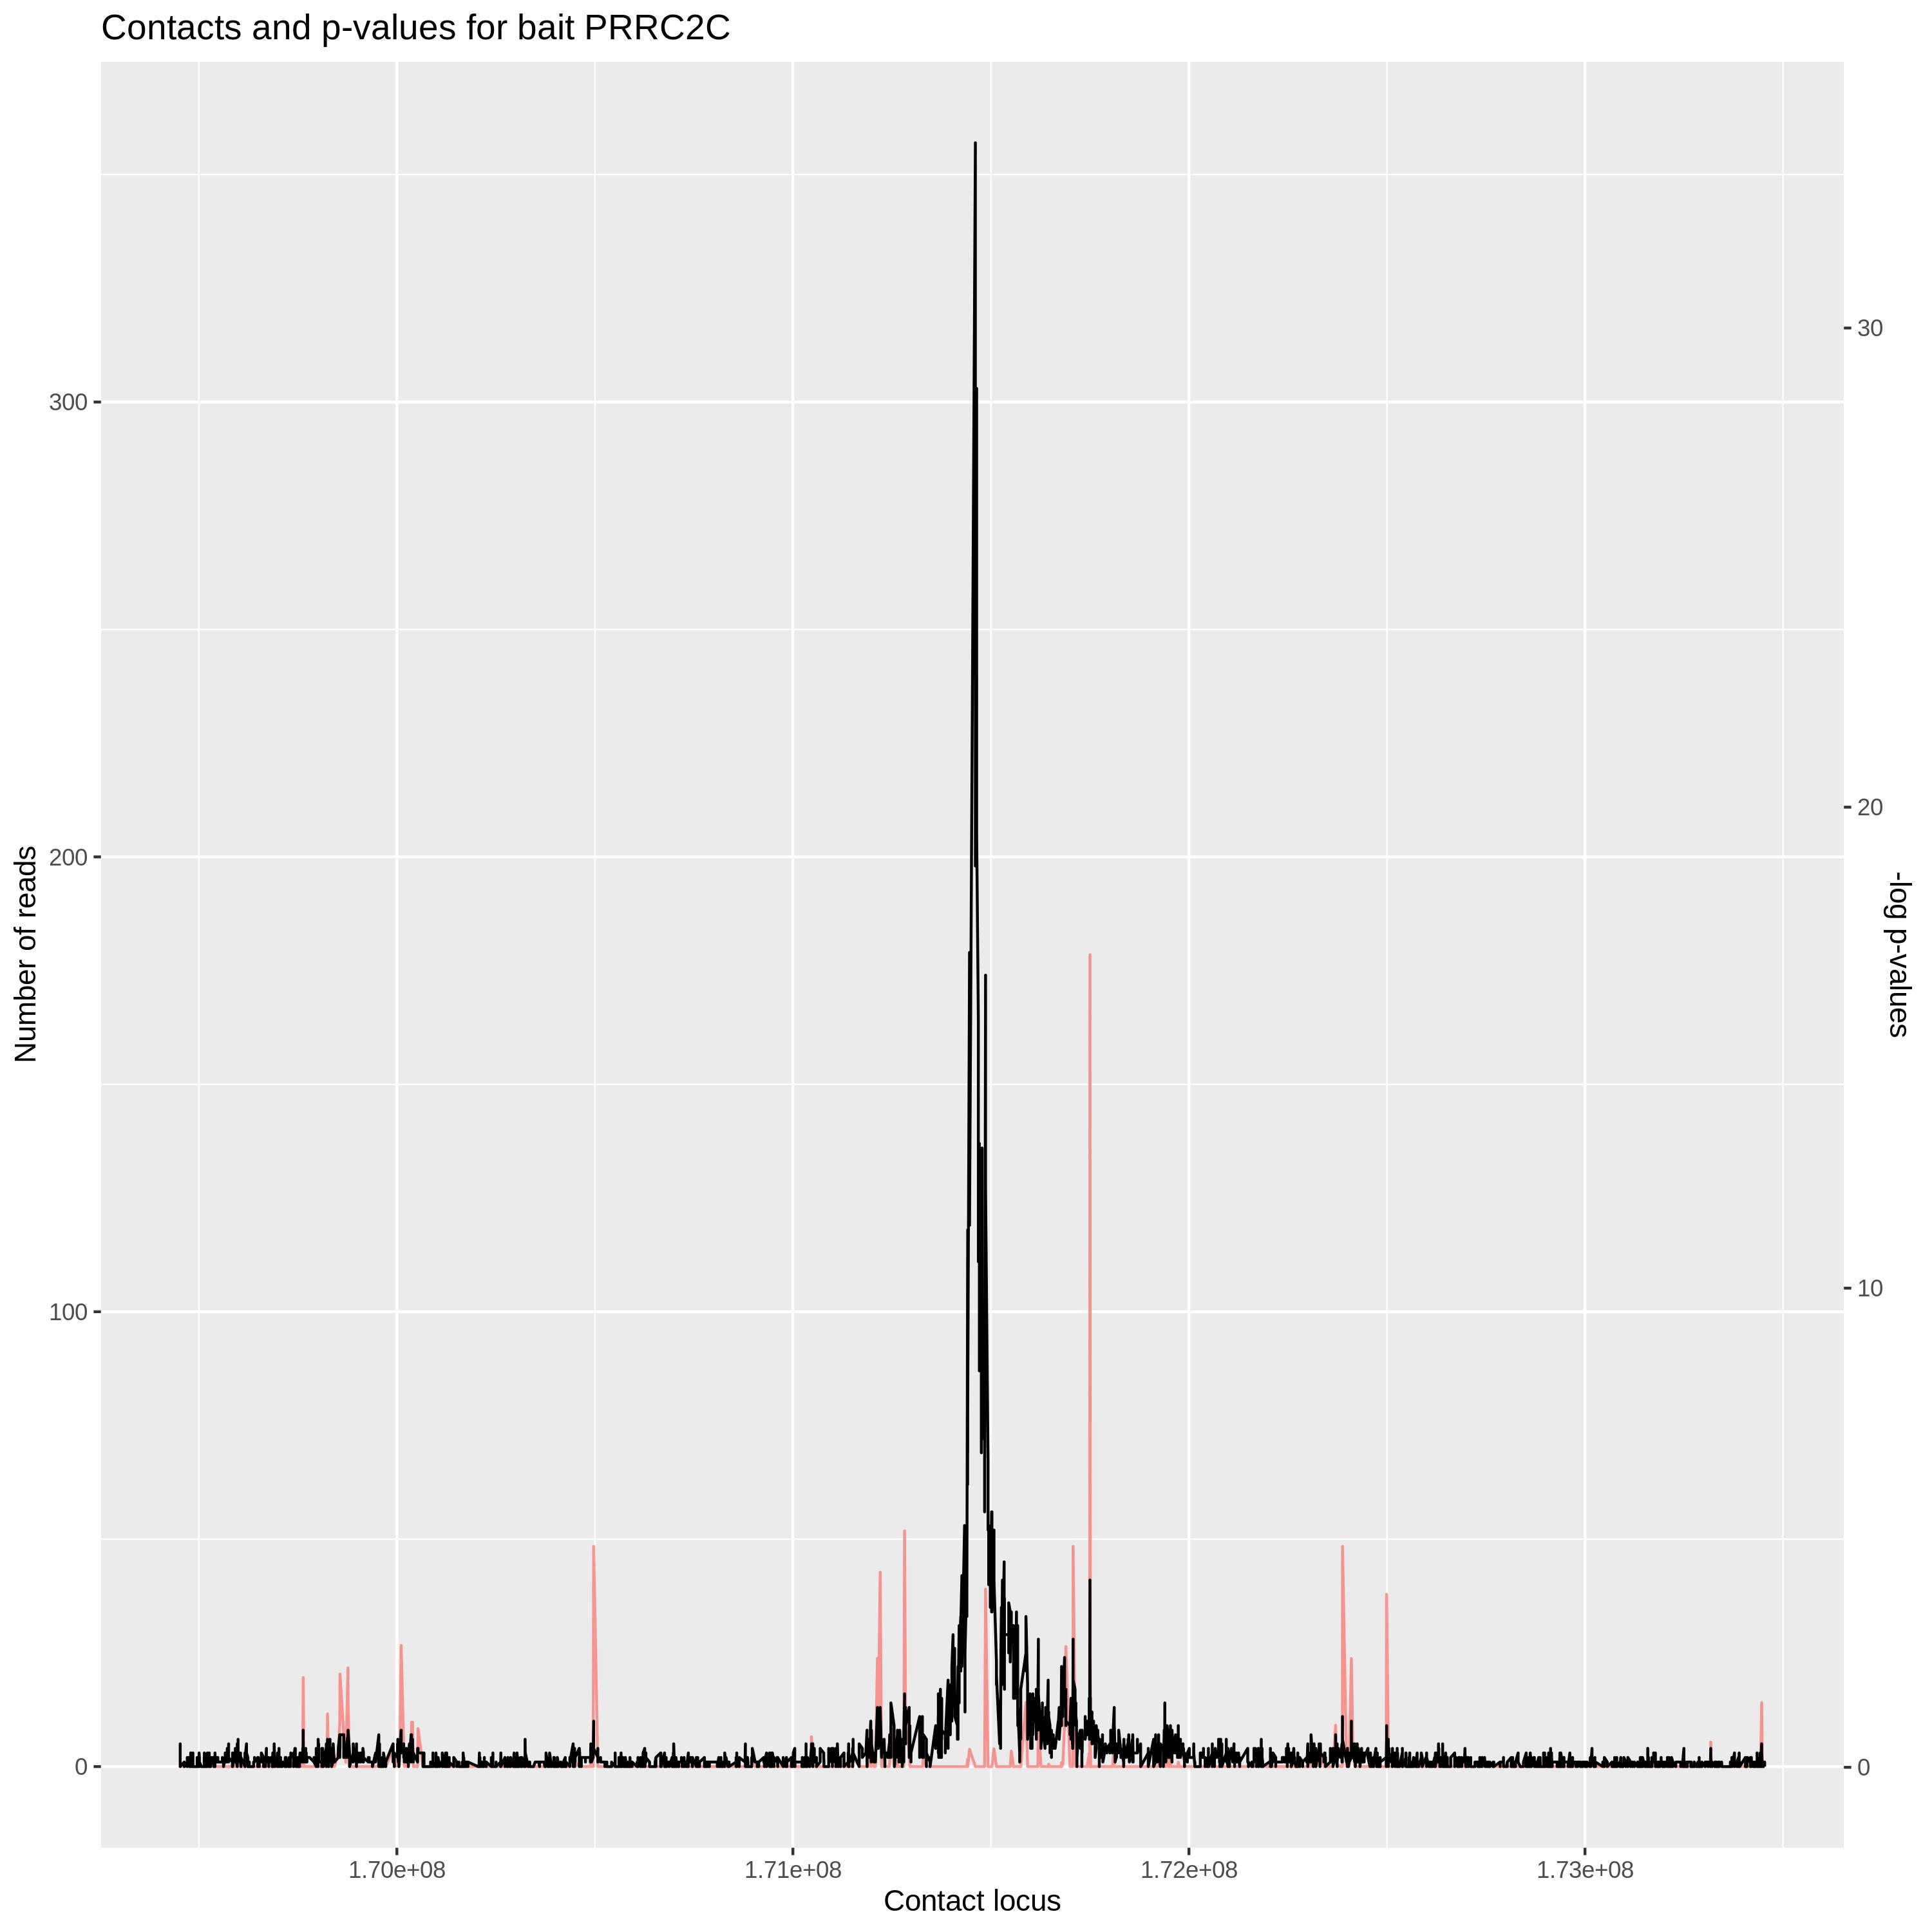 Contacts and p-values for bait PRRC2C
Number of reads
300
200
100
0
30
20
10
0
-log p-values
1.70e+08
1.71e+08
1.72e+08
1.73e+08
Contact locus